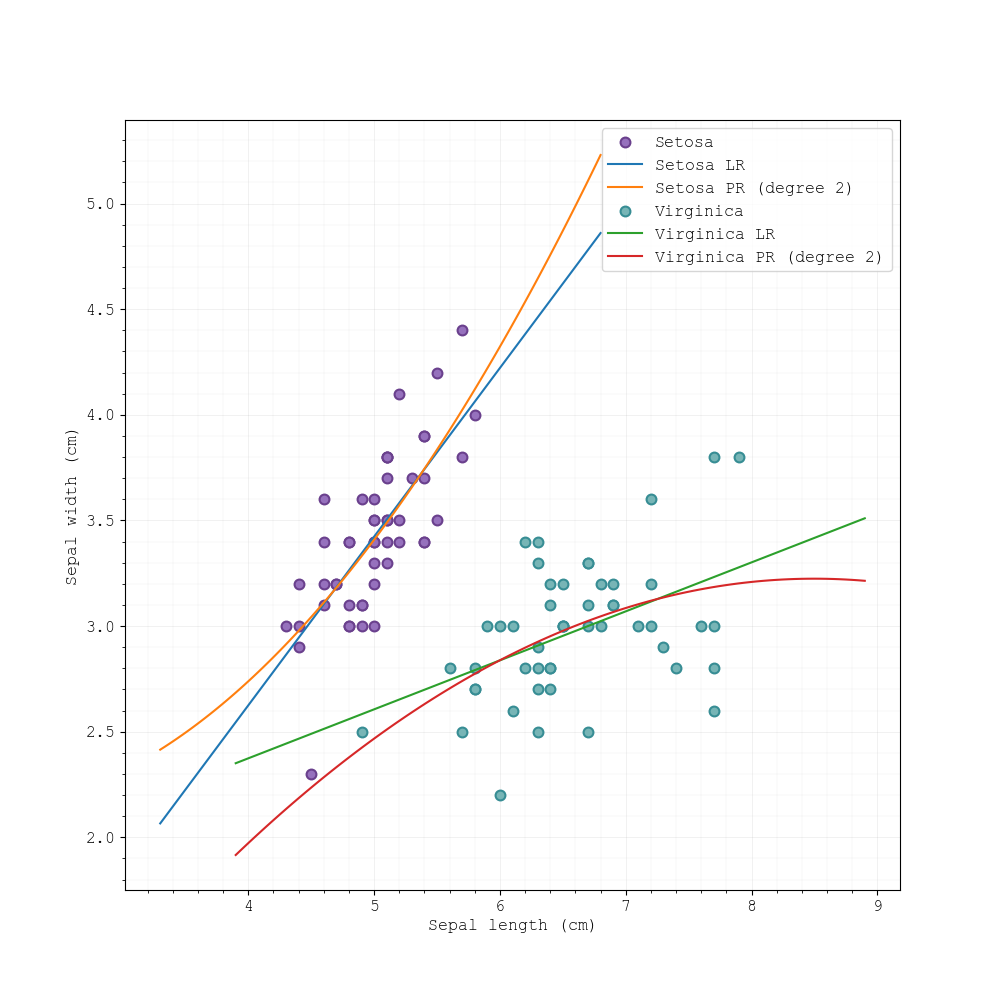 Setosa
Setosa LR
Setosa PR (degree 2)
Virginica
Virginica LR
Virginica PR (degree 2)
5.0
4.5
4.0
3.5
3.0
2.5
2.0
Sepal width (cm)
4 5 6 7 8 9
Sepal length (cm)